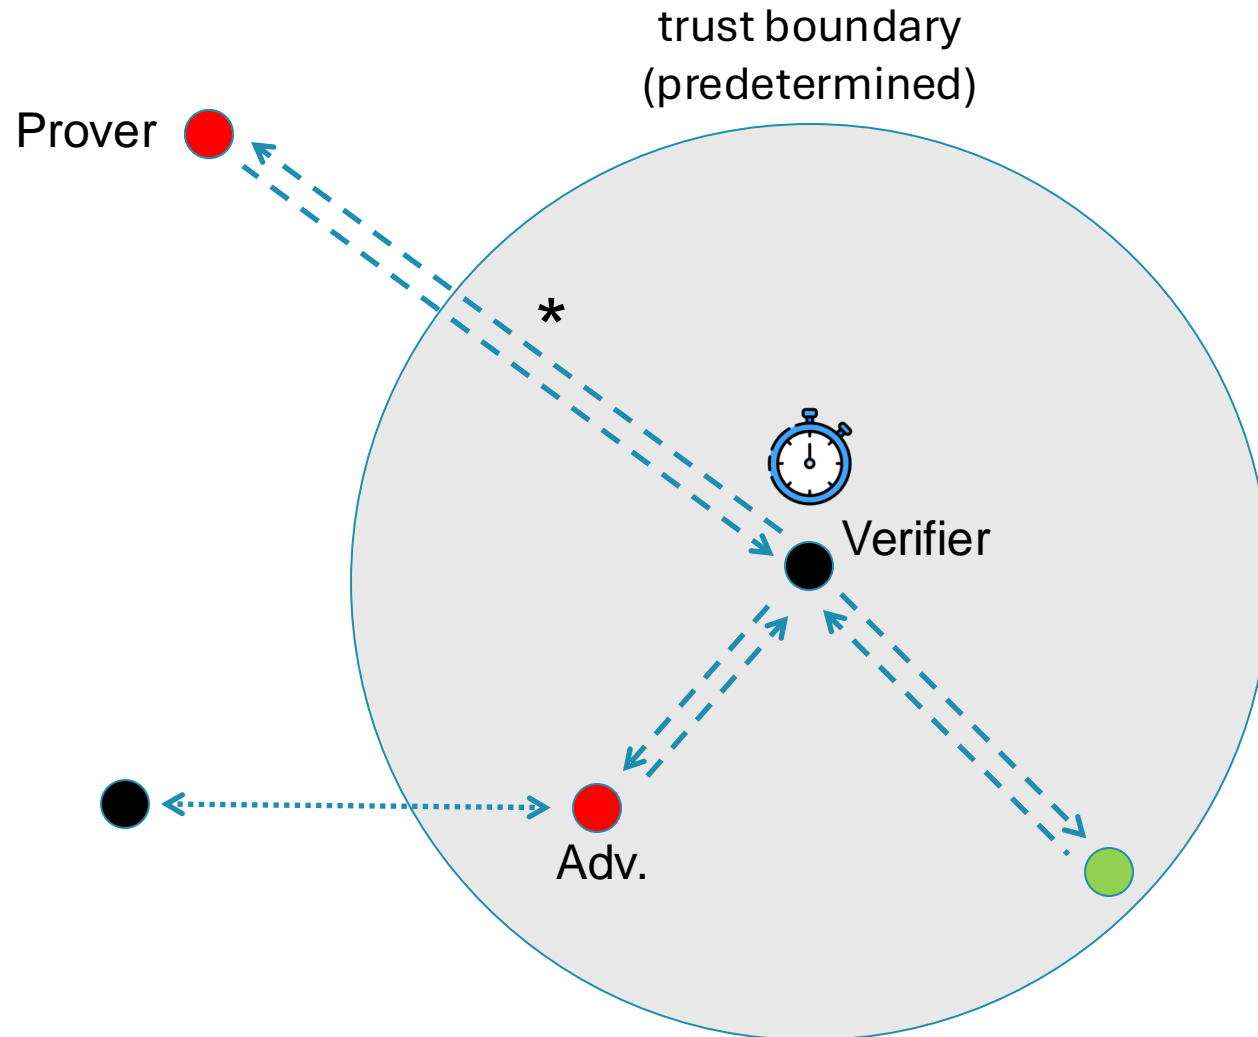 trust boundary
(predetermined)
Prover
*
Verifier
Adv.